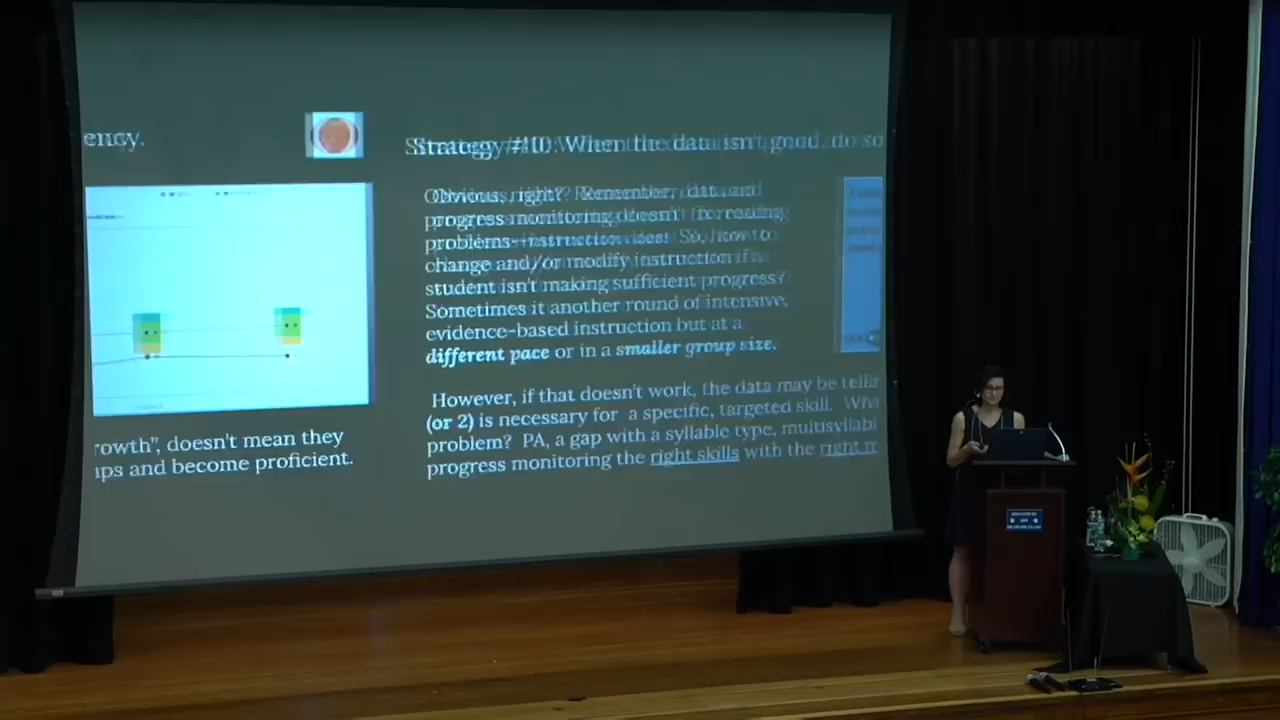 ency.
Strategy #10: When the data isn't good, do so
Obvious, right? Remember, data and
progress monitoring doesn't fix reading
problems--instruction does! So, how to
change and/or modify instruction if a
student isn't making sufficient progress?
Sometimes it another round of intensive,
evidence-based instruction but at a
different pace or in a smaller group size.
However, if that doesn't work, the data may be tellin
(or 2) is necessary for a specific, targeted skill. Wha
problem? PA, a gap with a syllable type, multisyllabi
progress monitoring the right skills with the right m
rowth", doesn't mean they
aps and become proficient.